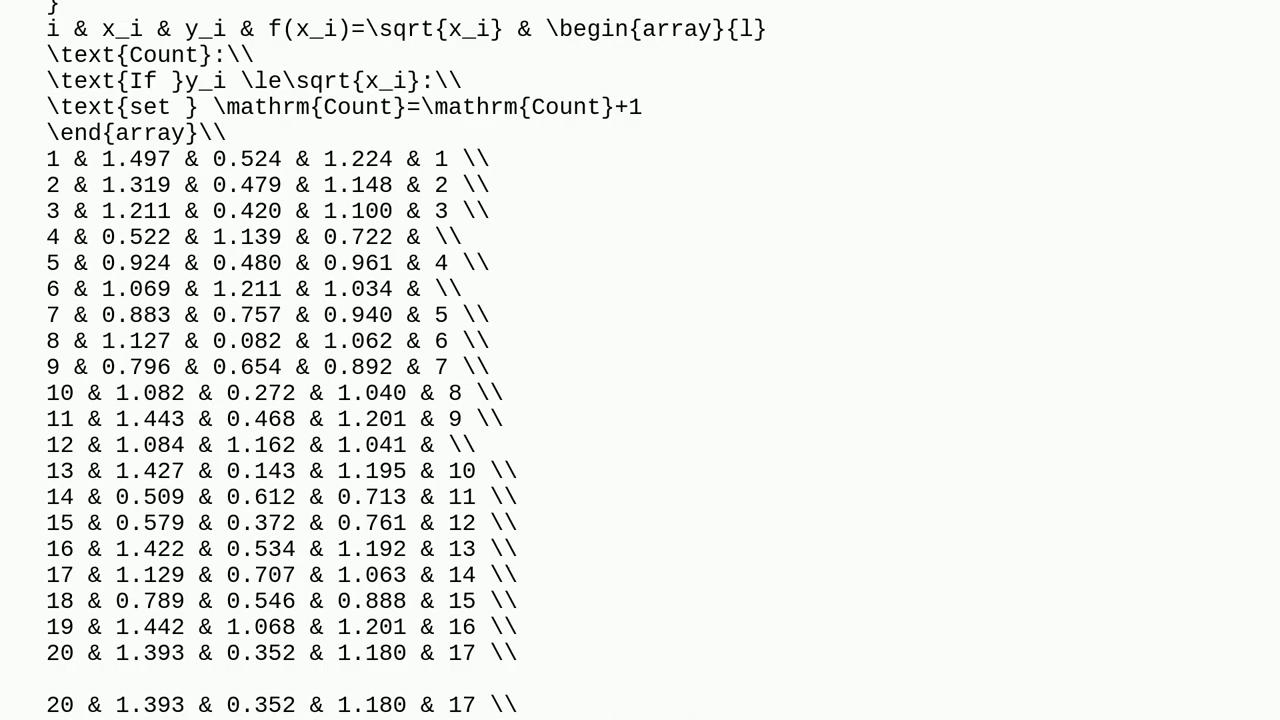 }
i & x_i & y_i & f(x_i)=\sqrt{x_i} & \begin{array}{l}
\text{Count}:\\
\text{If }y_i \le\sqrt{x_i}:\\
\text{set } \mathrm{Count}=\mathrm{Count}+1
\end{array}\\
1 & 1.497 & 0.524 & 1.224 & 1 \\
2 & 1.319 & 0.479 & 1.148 & 2 \\
3 & 1.211 & 0.420 & 1.100 & 3 \\
4 & 0.522 & 1.139 & 0.722 & \\
5 & 0.924 & 0.480 & 0.961 & 4 \\
6 & 1.069 & 1.211 & 1.034 & \\
7 & 0.883 & 0.757 & 0.940 & 5 \\
8 & 1.127 & 0.082 & 1.062 & 6 \\
9 & 0.796 & 0.654 & 0.892 & 7 \\
10 & 1.082 & 0.272 & 1.040 & 8 \\
11 & 1.443 & 0.468 & 1.201 & 9 \\
12 & 1.084 & 1.162 & 1.041 & \\
13 & 1.427 & 0.143 & 1.195 & 10 \\
14 & 0.509 & 0.612 & 0.713 & 11 \\
15 & 0.579 & 0.372 & 0.761 & 12 \\
16 & 1.422 & 0.534 & 1.192 & 13 \\
17 & 1.129 & 0.707 & 1.063 & 14 \\
18 & 0.789 & 0.546 & 0.888 & 15 \\
19 & 1.442 & 1.068 & 1.201 & 16 \\
20 & 1.393 & 0.352 & 1.180 & 17 \\
20 & 1.393 & 0.352 & 1.180 & 17 \\